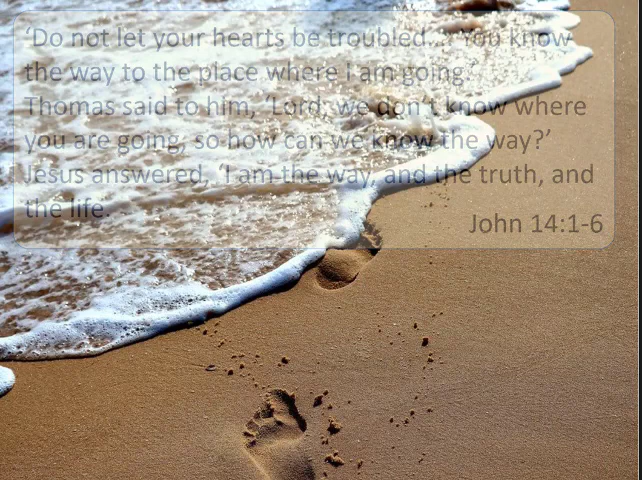 ‘Do not let your hearts be troubled.... You know
the way to the place where I am going.’
Thomas said to him, ‘Lord, we don’t know where
you are going, so how can we know the way?’
Jesus answered, ‘I am the way, and the truth, and
the life
John 14:1-6